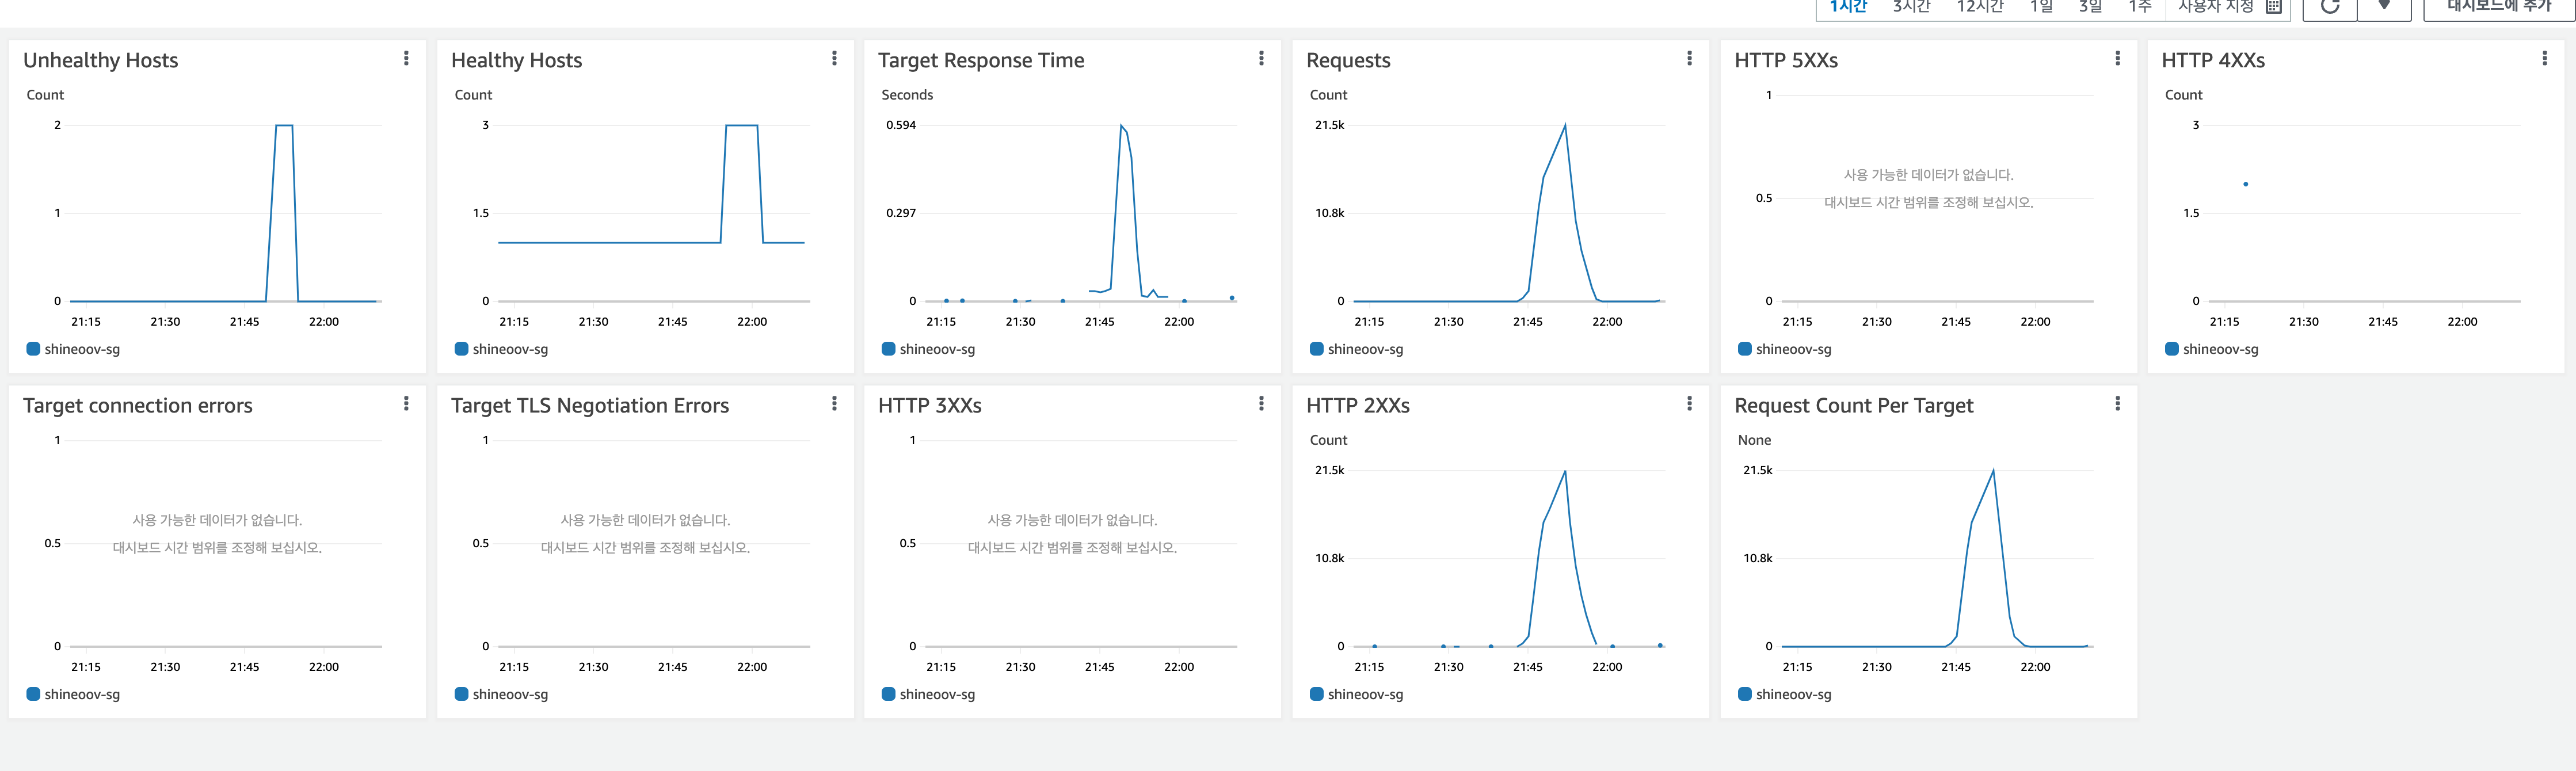 1시간 3시간 12시간 1일 3일 1주 사용자 지정 대시보드에 추가
Unhealthy Hosts
Count
2
1
0
21:15 21:30 21:45 22:00
shineoov-sg
Healthy Hosts
Count
3
1.5
0
21:15 21:30 21:45 22:00
shineoov-sg
Target Response Time
Seconds
0.594
0.297
0
21:15 21:30 21:45 22:00
shineoov-sg
Requests
Count
21.5k
10.8k
0
21:15 21:30 21:45 22:00
shineoov-sg
HTTP 5XXs
1
사용 가능한 데이터가 없습니다.
0.5
대시보드 시간 범위를 조정해 보십시오.
0
21:15 21:30 21:45 22:00
shineoov-sg
HTTP 4XXs
Count
3
1.5
0
21:15 21:30 21:45 22:00
shineoov-sg
Target connection errors
1
사용 가능한 데이터가 없습니다.
0.5
대시보드 시간 범위를 조정해 보십시오.
0
21:15 21:30 21:45 22:00
shineoov-sg
Target TLS Negotiation Errors
1
사용 가능한 데이터가 없습니다.
0.5
대시보드 시간 범위를 조정해 보십시오.
0
21:15 21:30 21:45 22:00
shineoov-sg
HTTP 3XXs
1
사용 가능한 데이터가 없습니다.
0.5
대시보드 시간 범위를 조정해 보십시오.
0
21:15 21:30 21:45 22:00
shineoov-sg
HTTP 2XXs
Count
21.5k
10.8k
0
21:15 21:30 21:45 22:00
shineoov-sg
Request Count Per Target
None
21.5k
10.8k
0
21:15 21:30 21:45 22:00
shineoov-sg